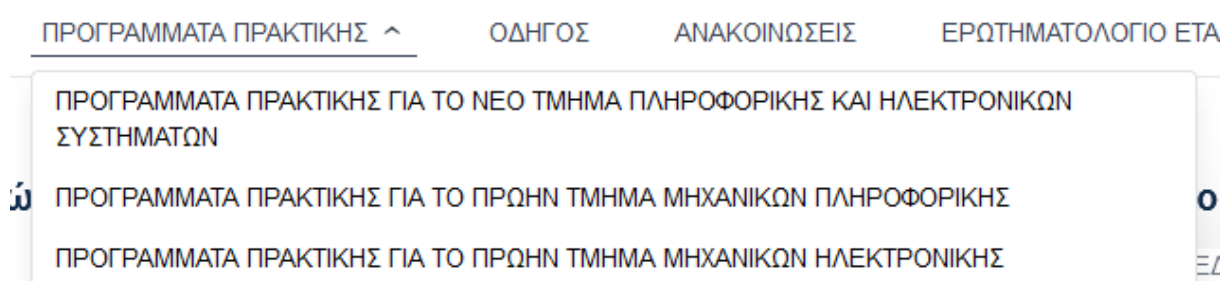 ΠΡΟΓΡΑΜΜΑΤΑ ΠΡΑΚΤΙΚΗΣ ΟΔΗΓΟΣ ΑΝΑΚΟΙΝΩΣΕΙΣ ΕΡΩΤΗΜΑΤΟΛΟΓΙΟ
ΠΡΟΓΡΑΜΜΑΤΑ ΠΡΑΚΤΙΚΗΣ ΓΙΑ ΤΟ ΝΕΟ ΤΜΗΜΑ ΠΛΗΡΟΦΟΡΙΚΗΣ ΚΑΙ ΗΛΕΚΤΡΟΝΙΚΩΝ
ΣΥΣΤΗΜΑΤΩΝ
ΠΡΟΓΡΑΜΜΑΤΑ ΠΡΑΚΤΙΚΗΣ ΓΙΑ ΤΟ ΠΡΩΗΝ ΤΜΗΜΑ ΜΗΧΑΝΙΚΩΝ ΠΛΗΡΟΦΟΡΙΚΗΣ
ΠΡΟΓΡΑΜΜΑΤΑ ΠΡΑΚΤΙΚΗΣ ΓΙΑ ΤΟ ΠΡΩΗΝ ΤΜΗΜΑ ΜΗΧΑΝΙΚΩΝ ΗΛΕΚΤΡΟΝΙΚΗΣ